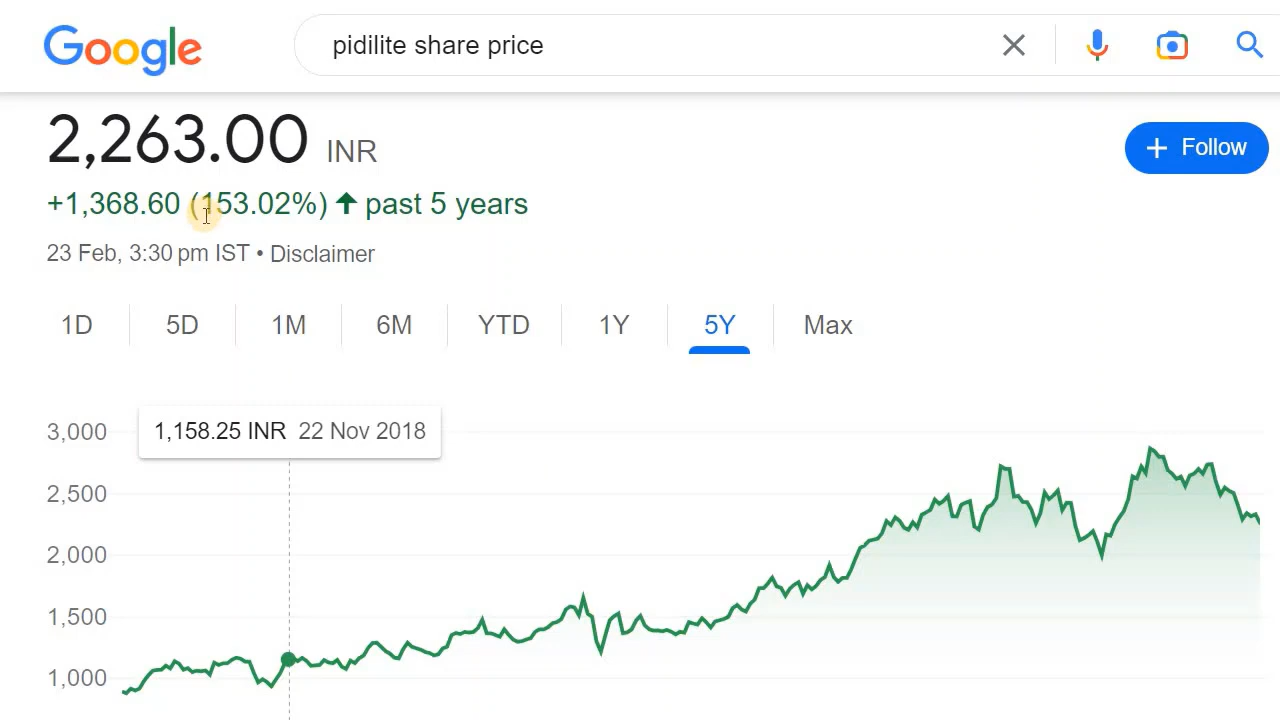 Google
pidilite share price
2,263.00 INR
+ Follow
+1,368.60 (153.02%) ↑ past 5 years
23 Feb, 3:30 pm IST • Disclaimer
1D 5D 1M 6M YTD 1Y 5Y Max
1,158.25 INR 22 Nov 2018
3,000
2,500
2,000
1,500
1,000